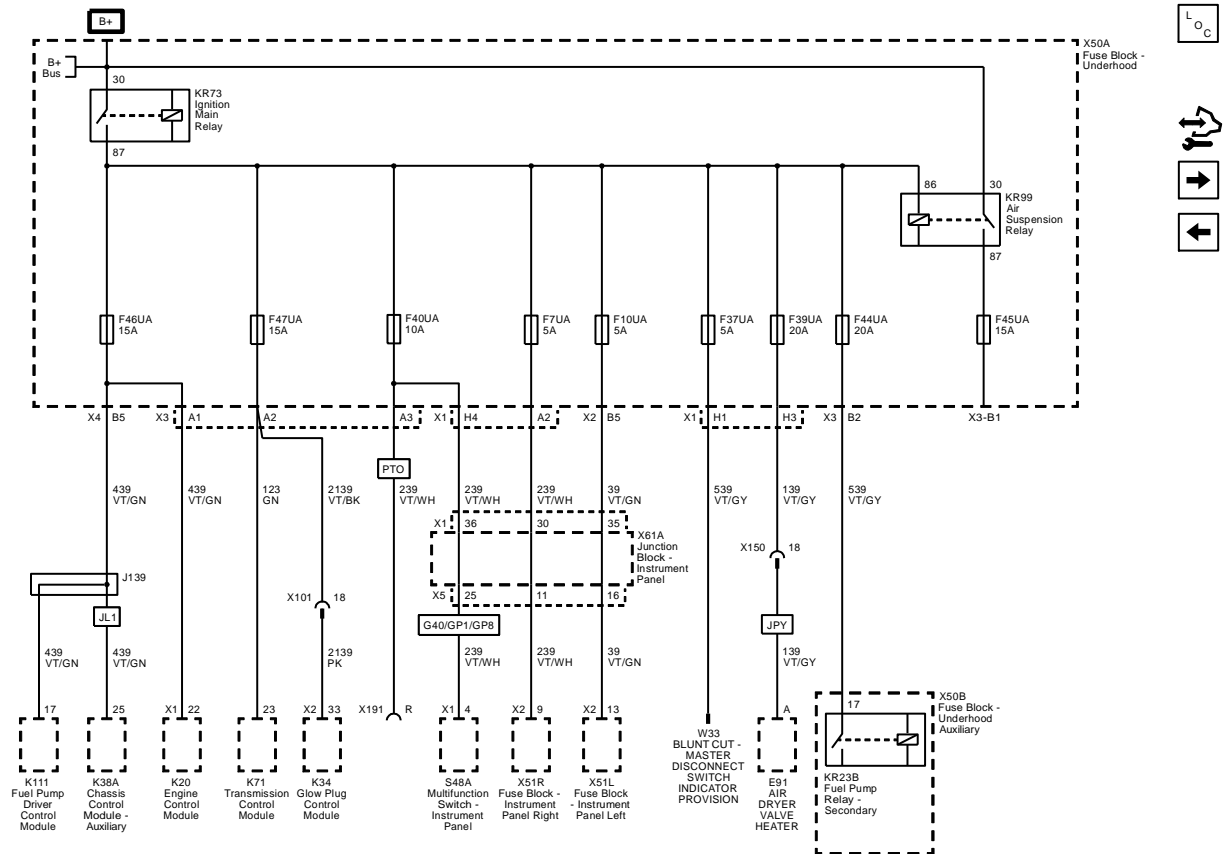 B+
L
O
C
X50A
Fuse Block -
Underhood
B+
Bus
30
KR73
Ignition
Main
Relay
87
86
30
KR99
Air
Suspension
Relay
87
F46UA
15A
F47UA
15A
F40UA
10A
F7UA
5A
F10UA
5A
F37UA
5A
F39UA
20A
F44UA
20A
F45UA
15A
X4 B5
X3 A1
A2
A3
X1 H4
A2
X2 B5
X1 H1
H3
X3 B2
X3-B1
PTO
439
VT/GN
439
VT/GN
123
GN
2139
VT/BK
239
VT/WH
239
VT/WH
239
VT/WH
39
VT/GN
539
VT/GY
139
VT/GY
539
VT/GY
X1 36
30
35
X61A
Junction
Block -
Instrument
Panel
X150 18
J139
X101 18
X5 25
11
16
JL1
G40/GP1/GP8
JPY
439
VT/GN
439
VT/GN
2139
PK
239
VT/WH
239
VT/WH
39
VT/GN
139
VT/GY
X50B
Fuse Block -
Underhood
Auxiliary
17
25
X1 22
23
X2 33
X191 R
X1 4
X2 9
X2 13
A
17
K111
Fuel Pump
Driver
Control
Module
K38A
Chassis
Control
Module -
Auxiliary
K20
Engine
Control
Module
K71
Transmission
Control
Module
K34
Glow Plug
Control
Module
S48A
Multifunction
Switch -
Instrument
Panel
X51R
Fuse Block -
Instrument
Panel Right
X51L
Fuse Block
- Instrument
Panel Left
W33
BLUNT CUT -
MASTER
DISCONNECT
SWITCH
INDICATOR
PROVISION
E91
AIR
DRYER
VALVE
HEATER
KR23B
Fuel Pump
Relay -
Secondary